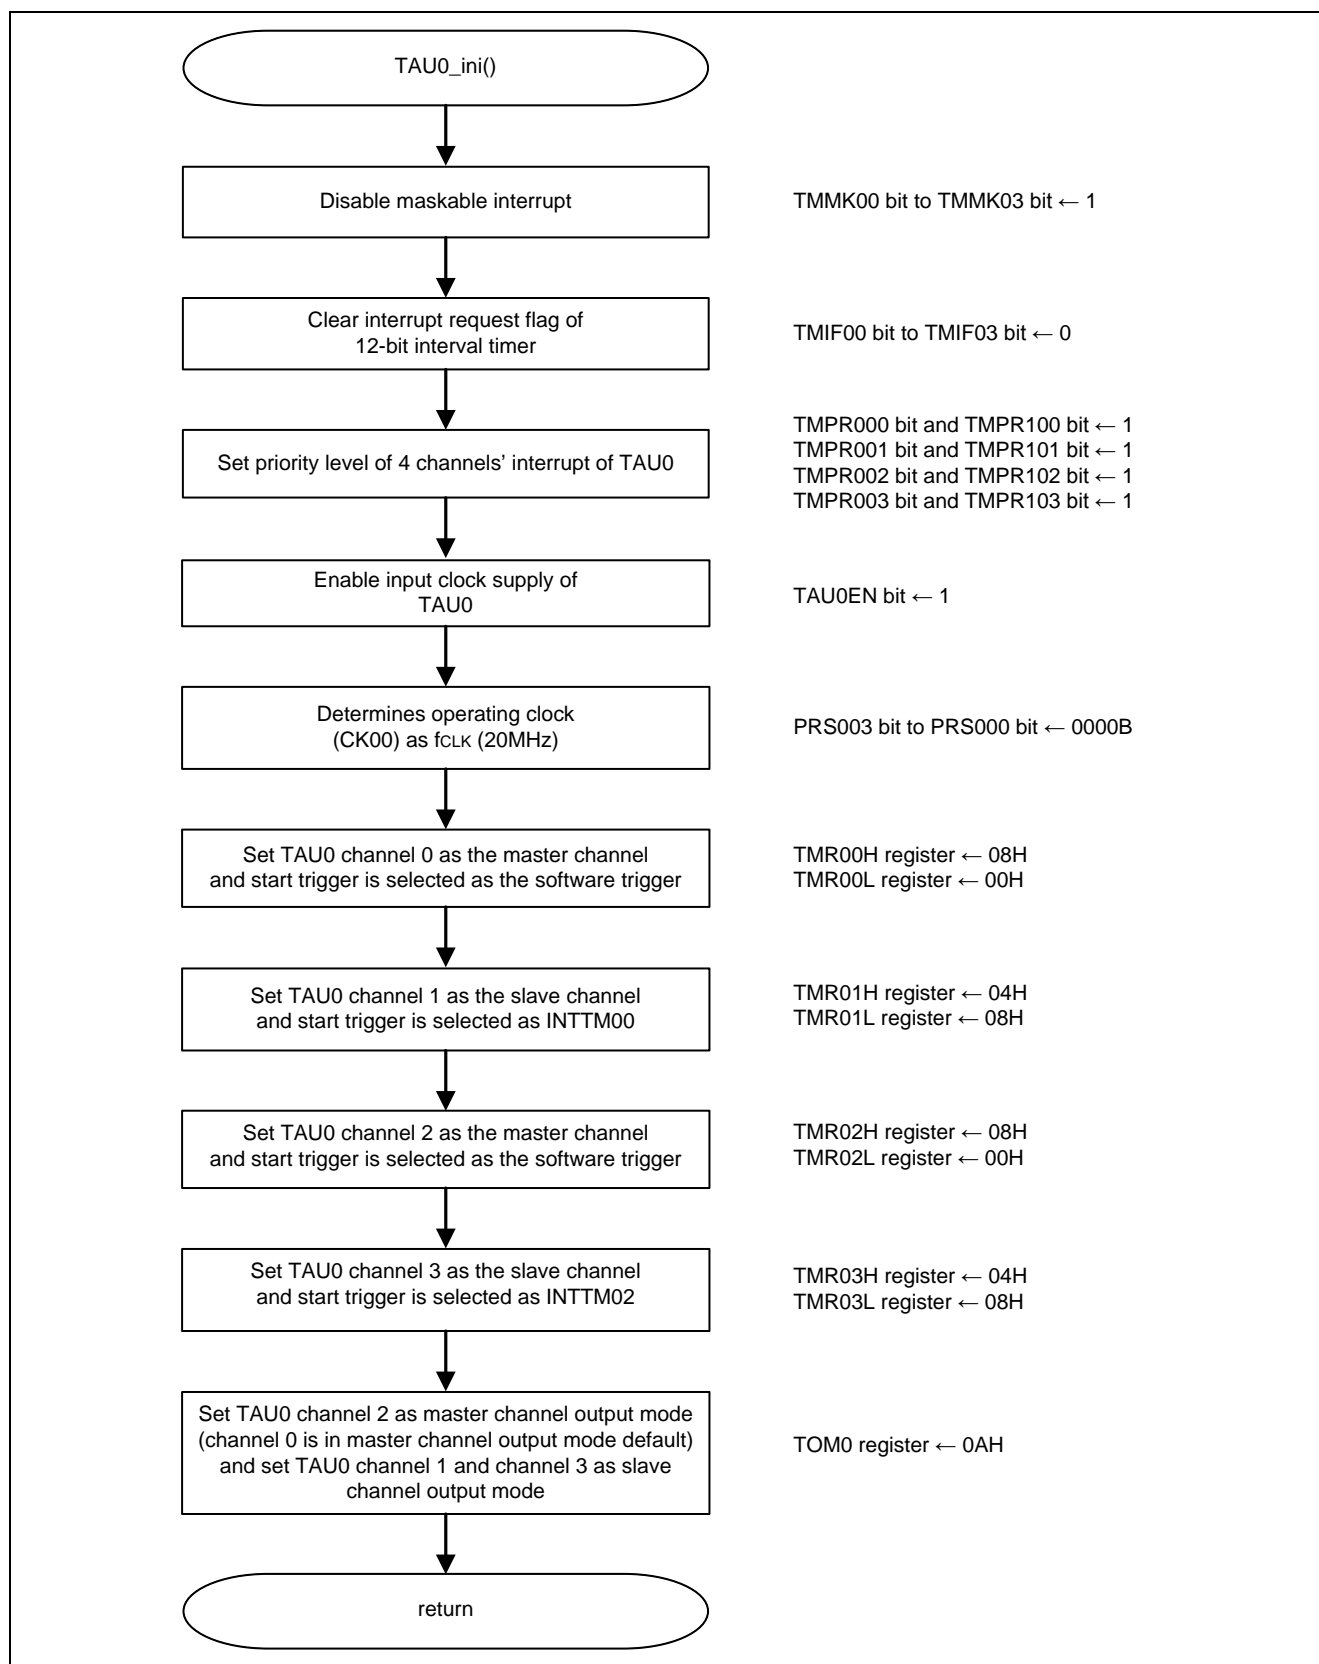 TAU0_ini()
Disable maskable interrupt
TMMK00 bit to TMMK03 bit ← 1
Clear interrupt request flag of
12-bit interval timer
TMIF00 bit to TMIF03 bit ← 0
Set priority level of 4 channels’ interrupt of TAU0
TMPR000 bit and TMPR100 bit ← 1
TMPR001 bit and TMPR101 bit ← 1
TMPR002 bit and TMPR102 bit ← 1
TMPR003 bit and TMPR103 bit ← 1
Enable input clock supply of
TAU0
TAU0EN bit ← 1
Determines operating clock
(CK00) as fCLK (20MHz)
PRS003 bit to PRS000 bit ← 0000B
Set TAU0 channel 0 as the master channel
and start trigger is selected as the software trigger
TMR00H register ← 08H
TMR00L register ← 00H
Set TAU0 channel 1 as the slave channel
and start trigger is selected as INTTM00
TMR01H register ← 04H
TMR01L register ← 08H
Set TAU0 channel 2 as the master channel
and start trigger is selected as the software trigger
TMR02H register ← 08H
TMR02L register ← 00H
Set TAU0 channel 3 as the slave channel
and start trigger is selected as INTTM02
TMR03H register ← 04H
TMR03L register ← 08H
Set TAU0 channel 2 as master channel output mode
(channel 0 is in master channel output mode default)
and set TAU0 channel 1 and channel 3 as slave
channel output mode
TOM0 register ← 0AH
return